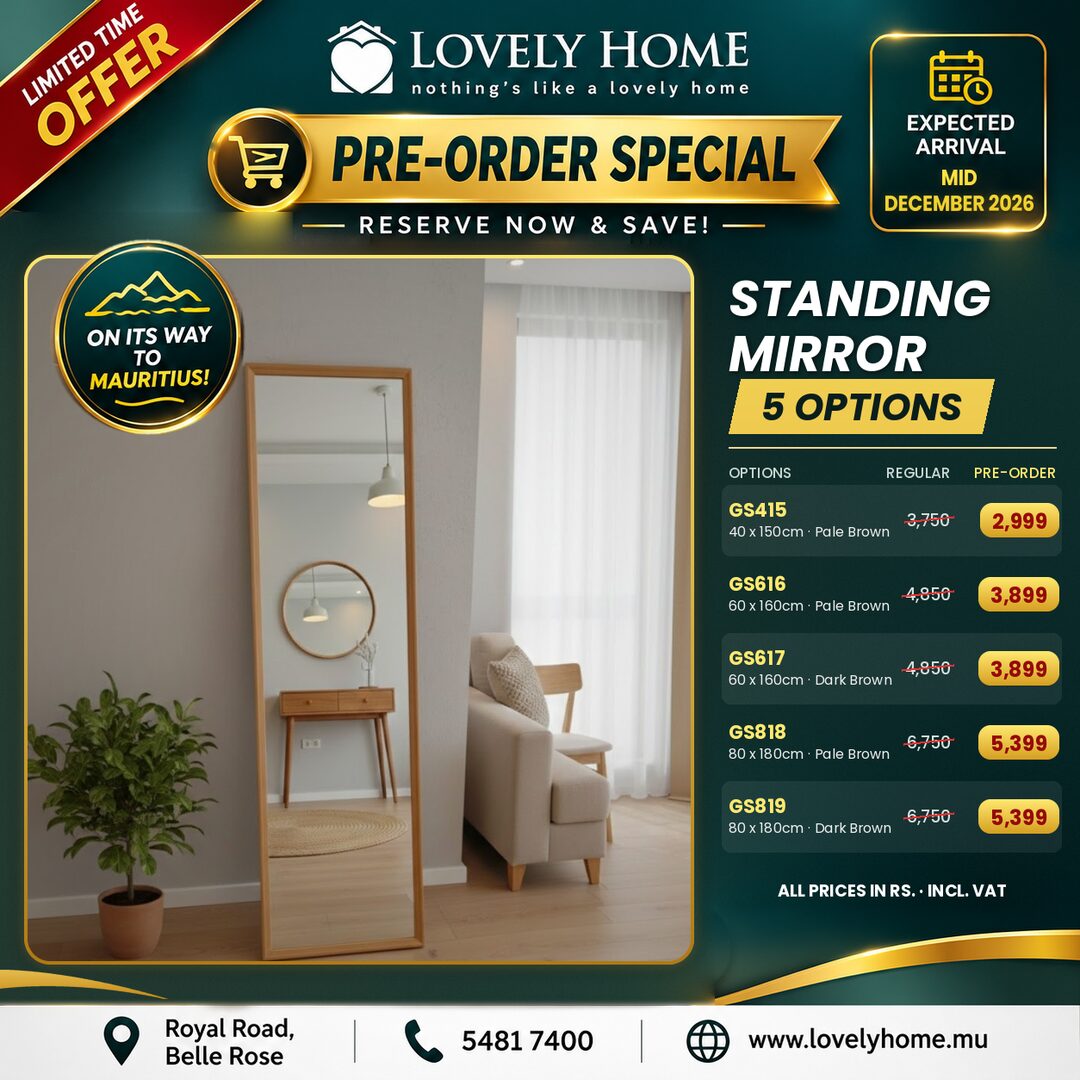 LIMITED TIME
OFFER
LOVELY HOME
nothing's like a lovely home
PRE-ORDER SPECIAL
RESERVE NOW & SAVE!
EXPECTED
ARRIVAL
MID
DECEMBER 2026
ON ITS WAY
TO
MAURITIUS!
STANDING
MIRROR
5 OPTIONS
OPTIONS REGULAR PRE-ORDER
GS415
40 x 150cm · Pale Brown 3,750 2,999
GS616
60 x 160cm · Pale Brown 4,850 3,899
GS617
60 x 160cm · Dark Brown 4,850 3,899
GS818
80 x 180cm · Pale Brown 6,750 5,399
GS819
80 x 180cm · Dark Brown 6,750 5,399
ALL PRICES IN RS. · INCL. VAT
Royal Road,
Belle Rose
5481 7400
www.lovelyhome.mu